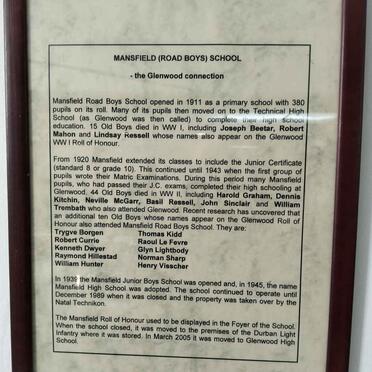 MANSFIELD (ROAD BOYS) SCHOOL
- the Glenwood connection
Mansfield Road Boys School opened in 1911 as a primary school with 380
pupils on its roll. Many of its pupils then moved on to the Technical High
School (as Glenwood was then called) to complete their high school
education. 15 Old Boys died in WW I, including Joseph Beetar, Robert
Mahon and Lindsay Ressell whose names also appear on the Glenwood
WW I Roll of Honour.
From 1920 Mansfield extended its classes to include the Junior Certificate
(standard 8 or grade 10). This continued until 1943 when the first group of
pupils wrote their Matric Examinations. During this period many Mansfield
pupils, who had passed their J.C. exams, completed their high schooling at
Glenwood. 44 Old Boys died in WW II, including Harold Graham, Dennis
Kitchin, Neville McGarr, Basil Ressell, John Sinclair and William
Trembath who also attended Glenwood. Recent research has uncovered that
an additional ten Old Boys whose names appear on the Glenwood Roll of
Honour also attended Mansfield Road Boys School. They are:
Trygve Borgen Thomas Kidd
Robert Currie Raoul Le Fevre
Kenneth Dwyer Glyn Lightbody
Raymond Hillestad Norman Sharp
William Hunter Henry Visscher
In 1939 the Mansfield Junior Boys School was opened and, in 1945, the name
Mansfield High School was adopted. The school continued to operate until
December 1989 when it was closed and the property was taken over by the
Natal Technikon.
The Mansfield Roll of Honour used to be displayed in the Foyer of the School.
When the school closed, it was moved to the premises of the Durban Light
Infantry where it was stored. In March 2005 it was moved to Glenwood High
School.